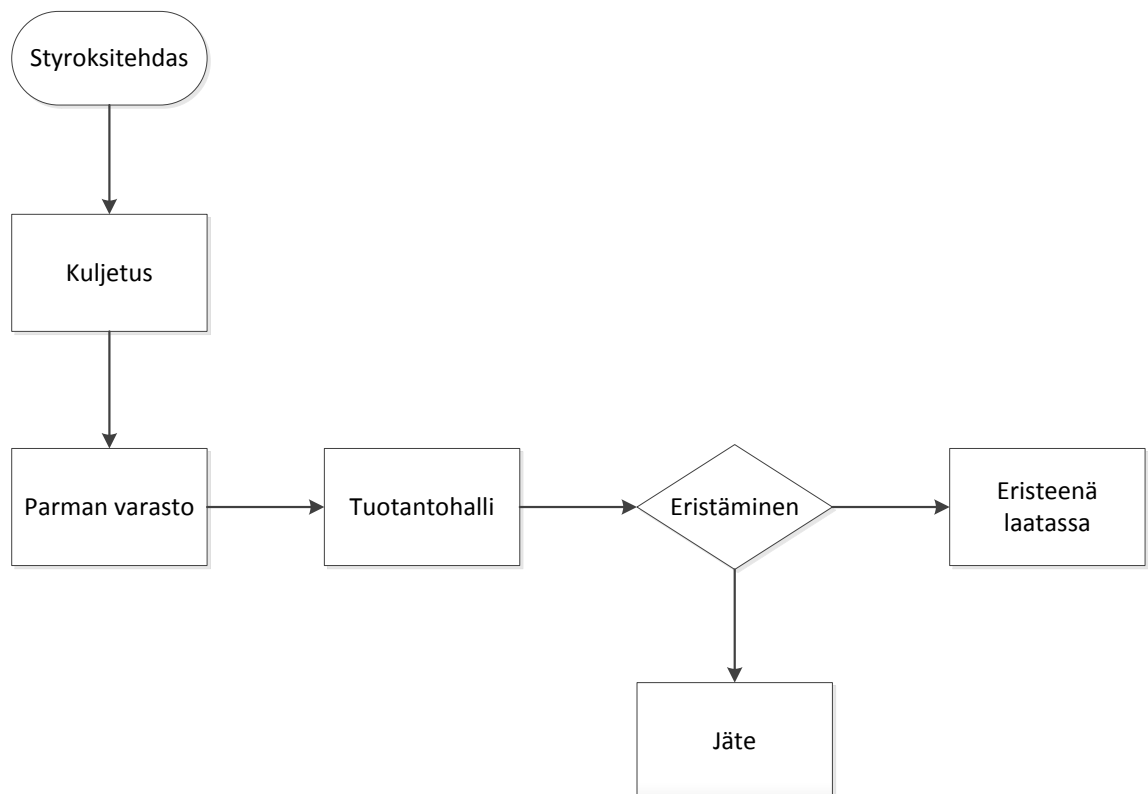 Styroksitehdas
Kuljetus
Parman varasto
Tuotantohalli
Eristäminen
Eristeenä
laatassa
Jäte